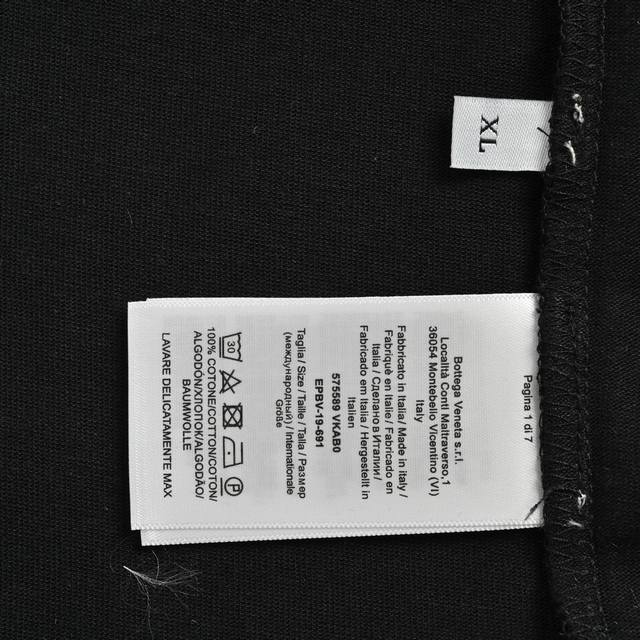 XL
Pagina 1 di 7
Bottega Veneta s.r.l.
Località Conti Maltraverso,1
36054 Montebello Vicentino (VI)
Italy
Fabbricato in Italia/ Made in Italy/
Fabriqué en Italie/ Fabricado en
Italia / Сделано в Италии /
Fabricado em Itália / Hergestellt in
Italien
575589 VKAB0
EPBV-19-691
Taglia/ Size / Taille / Talla / Размер
(международный) / Internationale
Größe
30
P
100% COTONE/COTTON/COTON/
ALGODÓN/ХЛОПОК/ALGODÃO/
BAUMWOLLE
LAVARE DELICATAMENTE MAX